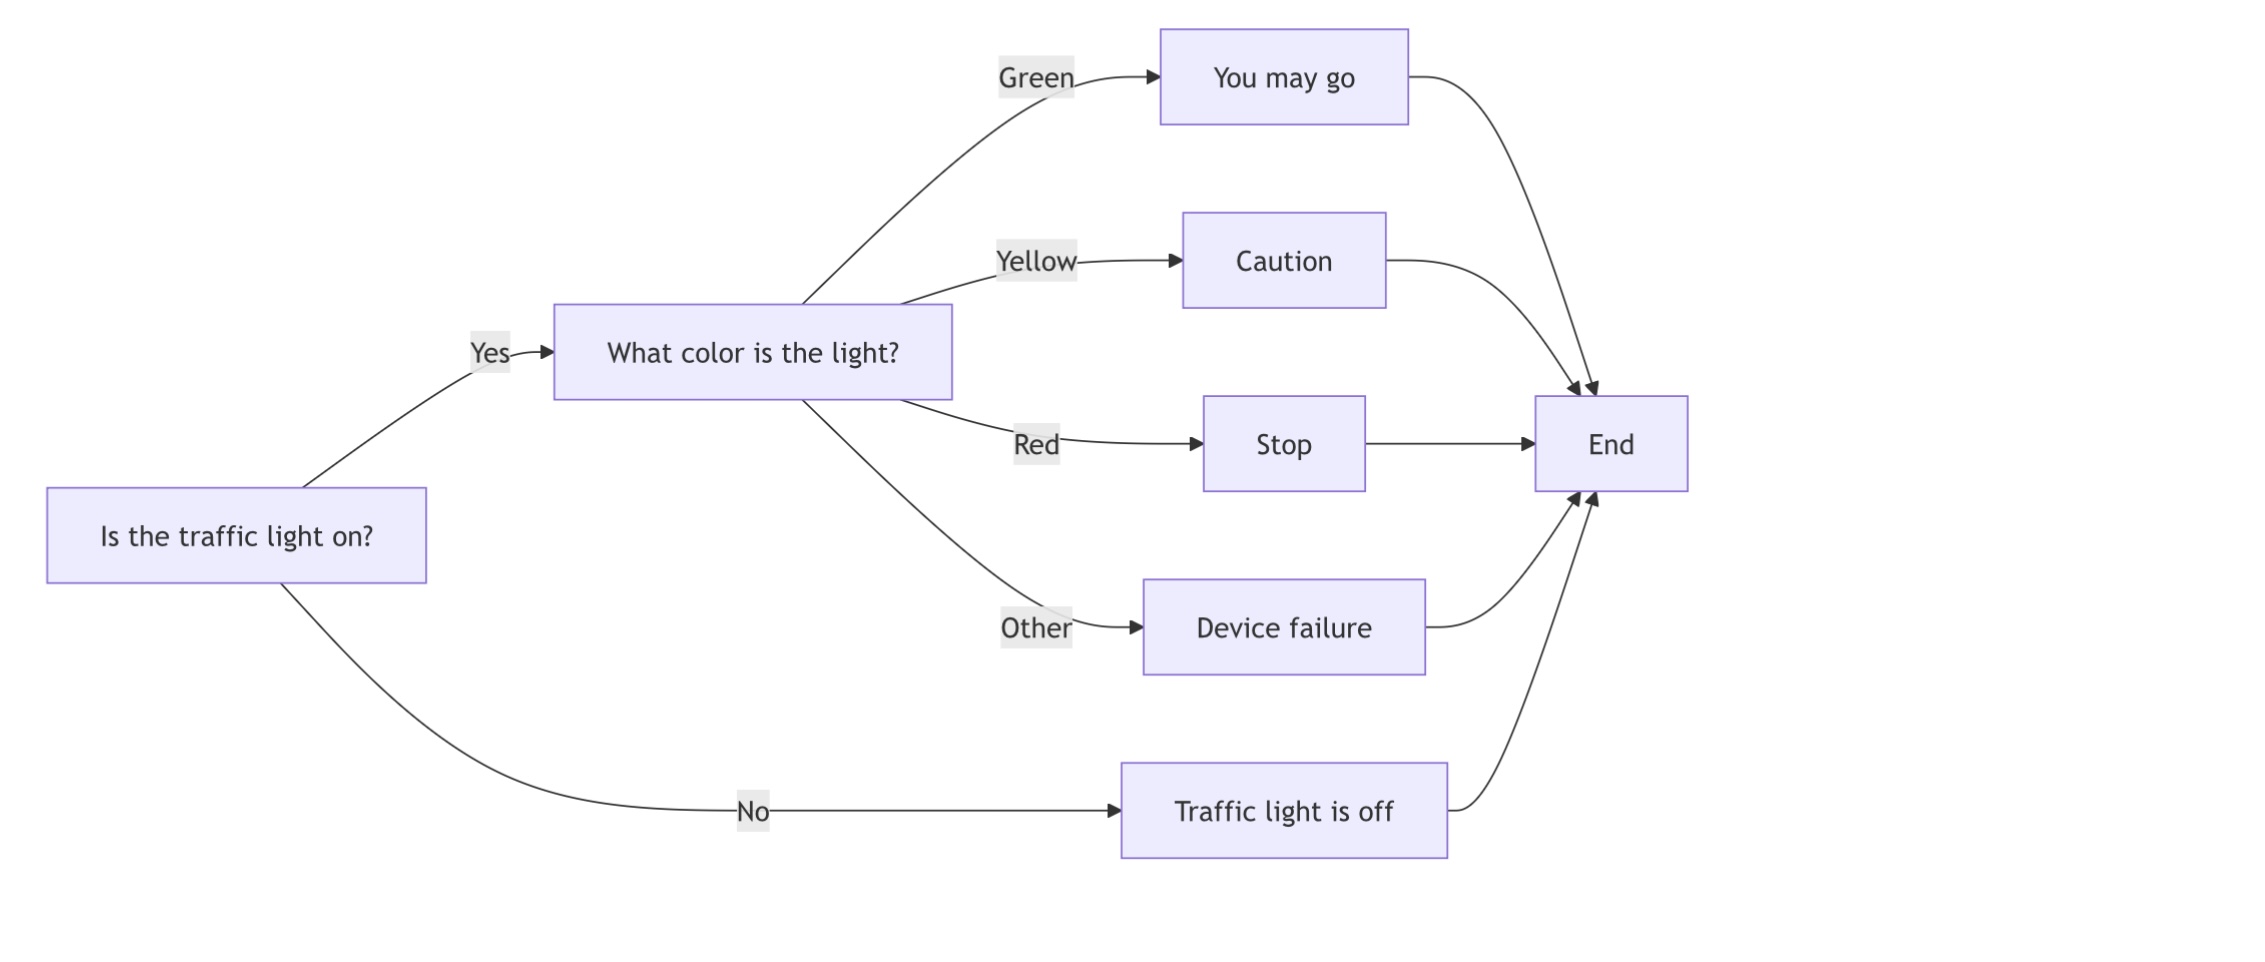 Green
You may go
Yellow
Caution
Yes
What color is the light?
Red
Stop
End
Is the traffic light on?
Other
Device failure
No
Traffic light is off